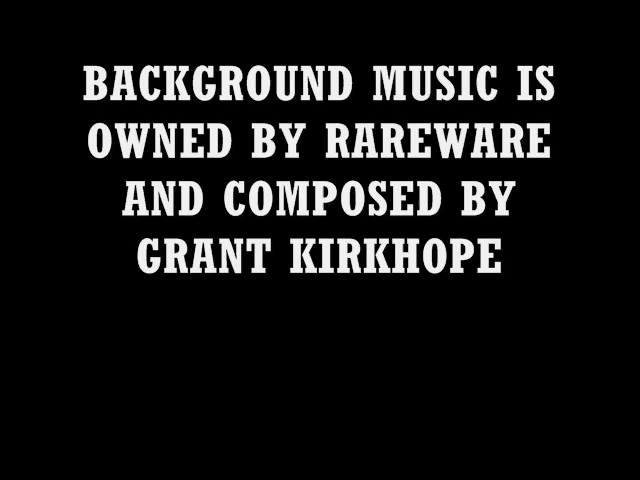 BACKGROUND MUSIC IS
OWNED BY RAREWARE
AND COMPOSED BY
GRANT KIRKHOPE